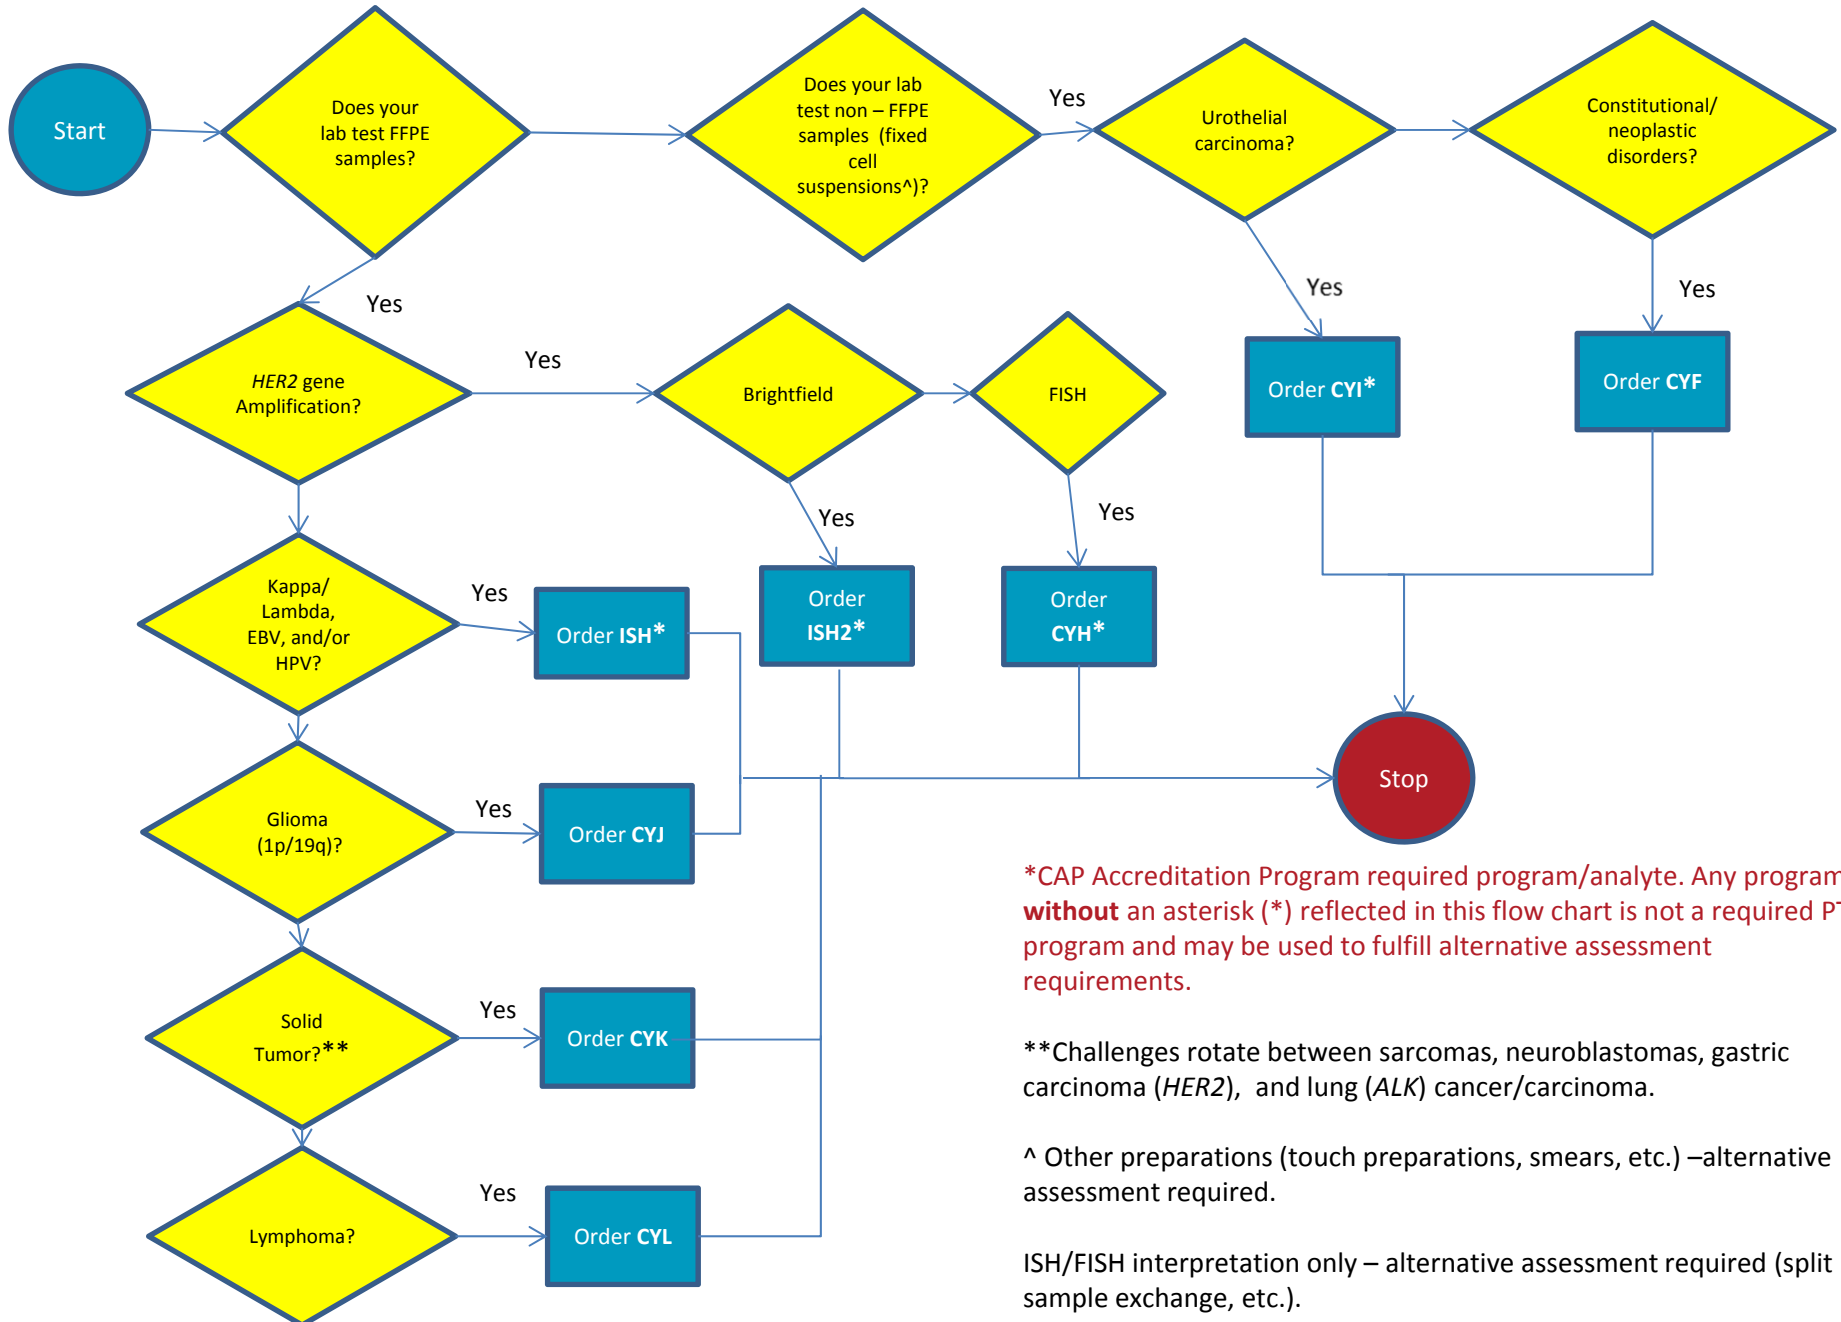 Start
Does your
lab test FFPE
samples?
Does your lab
test non – FFPE
samples (fixed
cell
suspensions^)?
Yes
Urothelial
carcinoma?
Constitutional/
neoplastic
disorders?
Yes
Yes
Yes
HER2 gene
Amplification?
Yes
Brightfield
FISH
Order CYI*
Order CYF
Yes
Yes
Kappa/
Lambda,
EBV, and/or
HPV?
Yes
Order ISH*
Order
ISH2*
Order
CYH*
Glioma
(1p/19q)?
Yes
Order CYJ
Stop
Solid
Tumor?**
Yes
Order CYK
Lymphoma?
Yes
Order CYL
*CAP Accreditation Program required program/analyte. Any program
without an asterisk (*) reflected in this flow chart is not a required PT
program and may be used to fulfill alternative assessment
requirements.
**Challenges rotate between sarcomas, neuroblastomas, gastric
carcinoma (HER2), and lung (ALK) cancer/carcinoma.
^ Other preparations (touch preparations, smears, etc.) –alternative
assessment required.
ISH/FISH interpretation only – alternative assessment required (split
sample exchange, etc.).